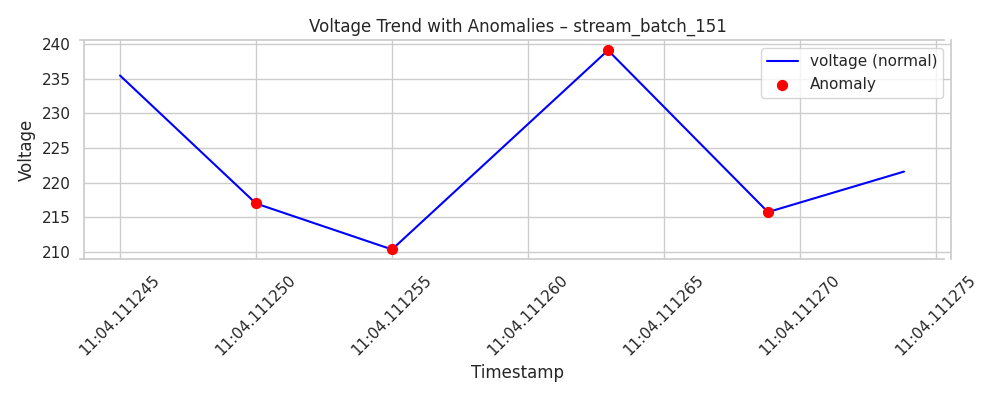 Voltage Trend with Anomalies – stream_batch_151
240
235
230
225
220
215
210
Voltage
voltage (normal)
Anomaly
11:04.111245
11:04.111250
11:04.111255
11:04.111260
11:04.111265
11:04.111270
11:04.111275
Timestamp